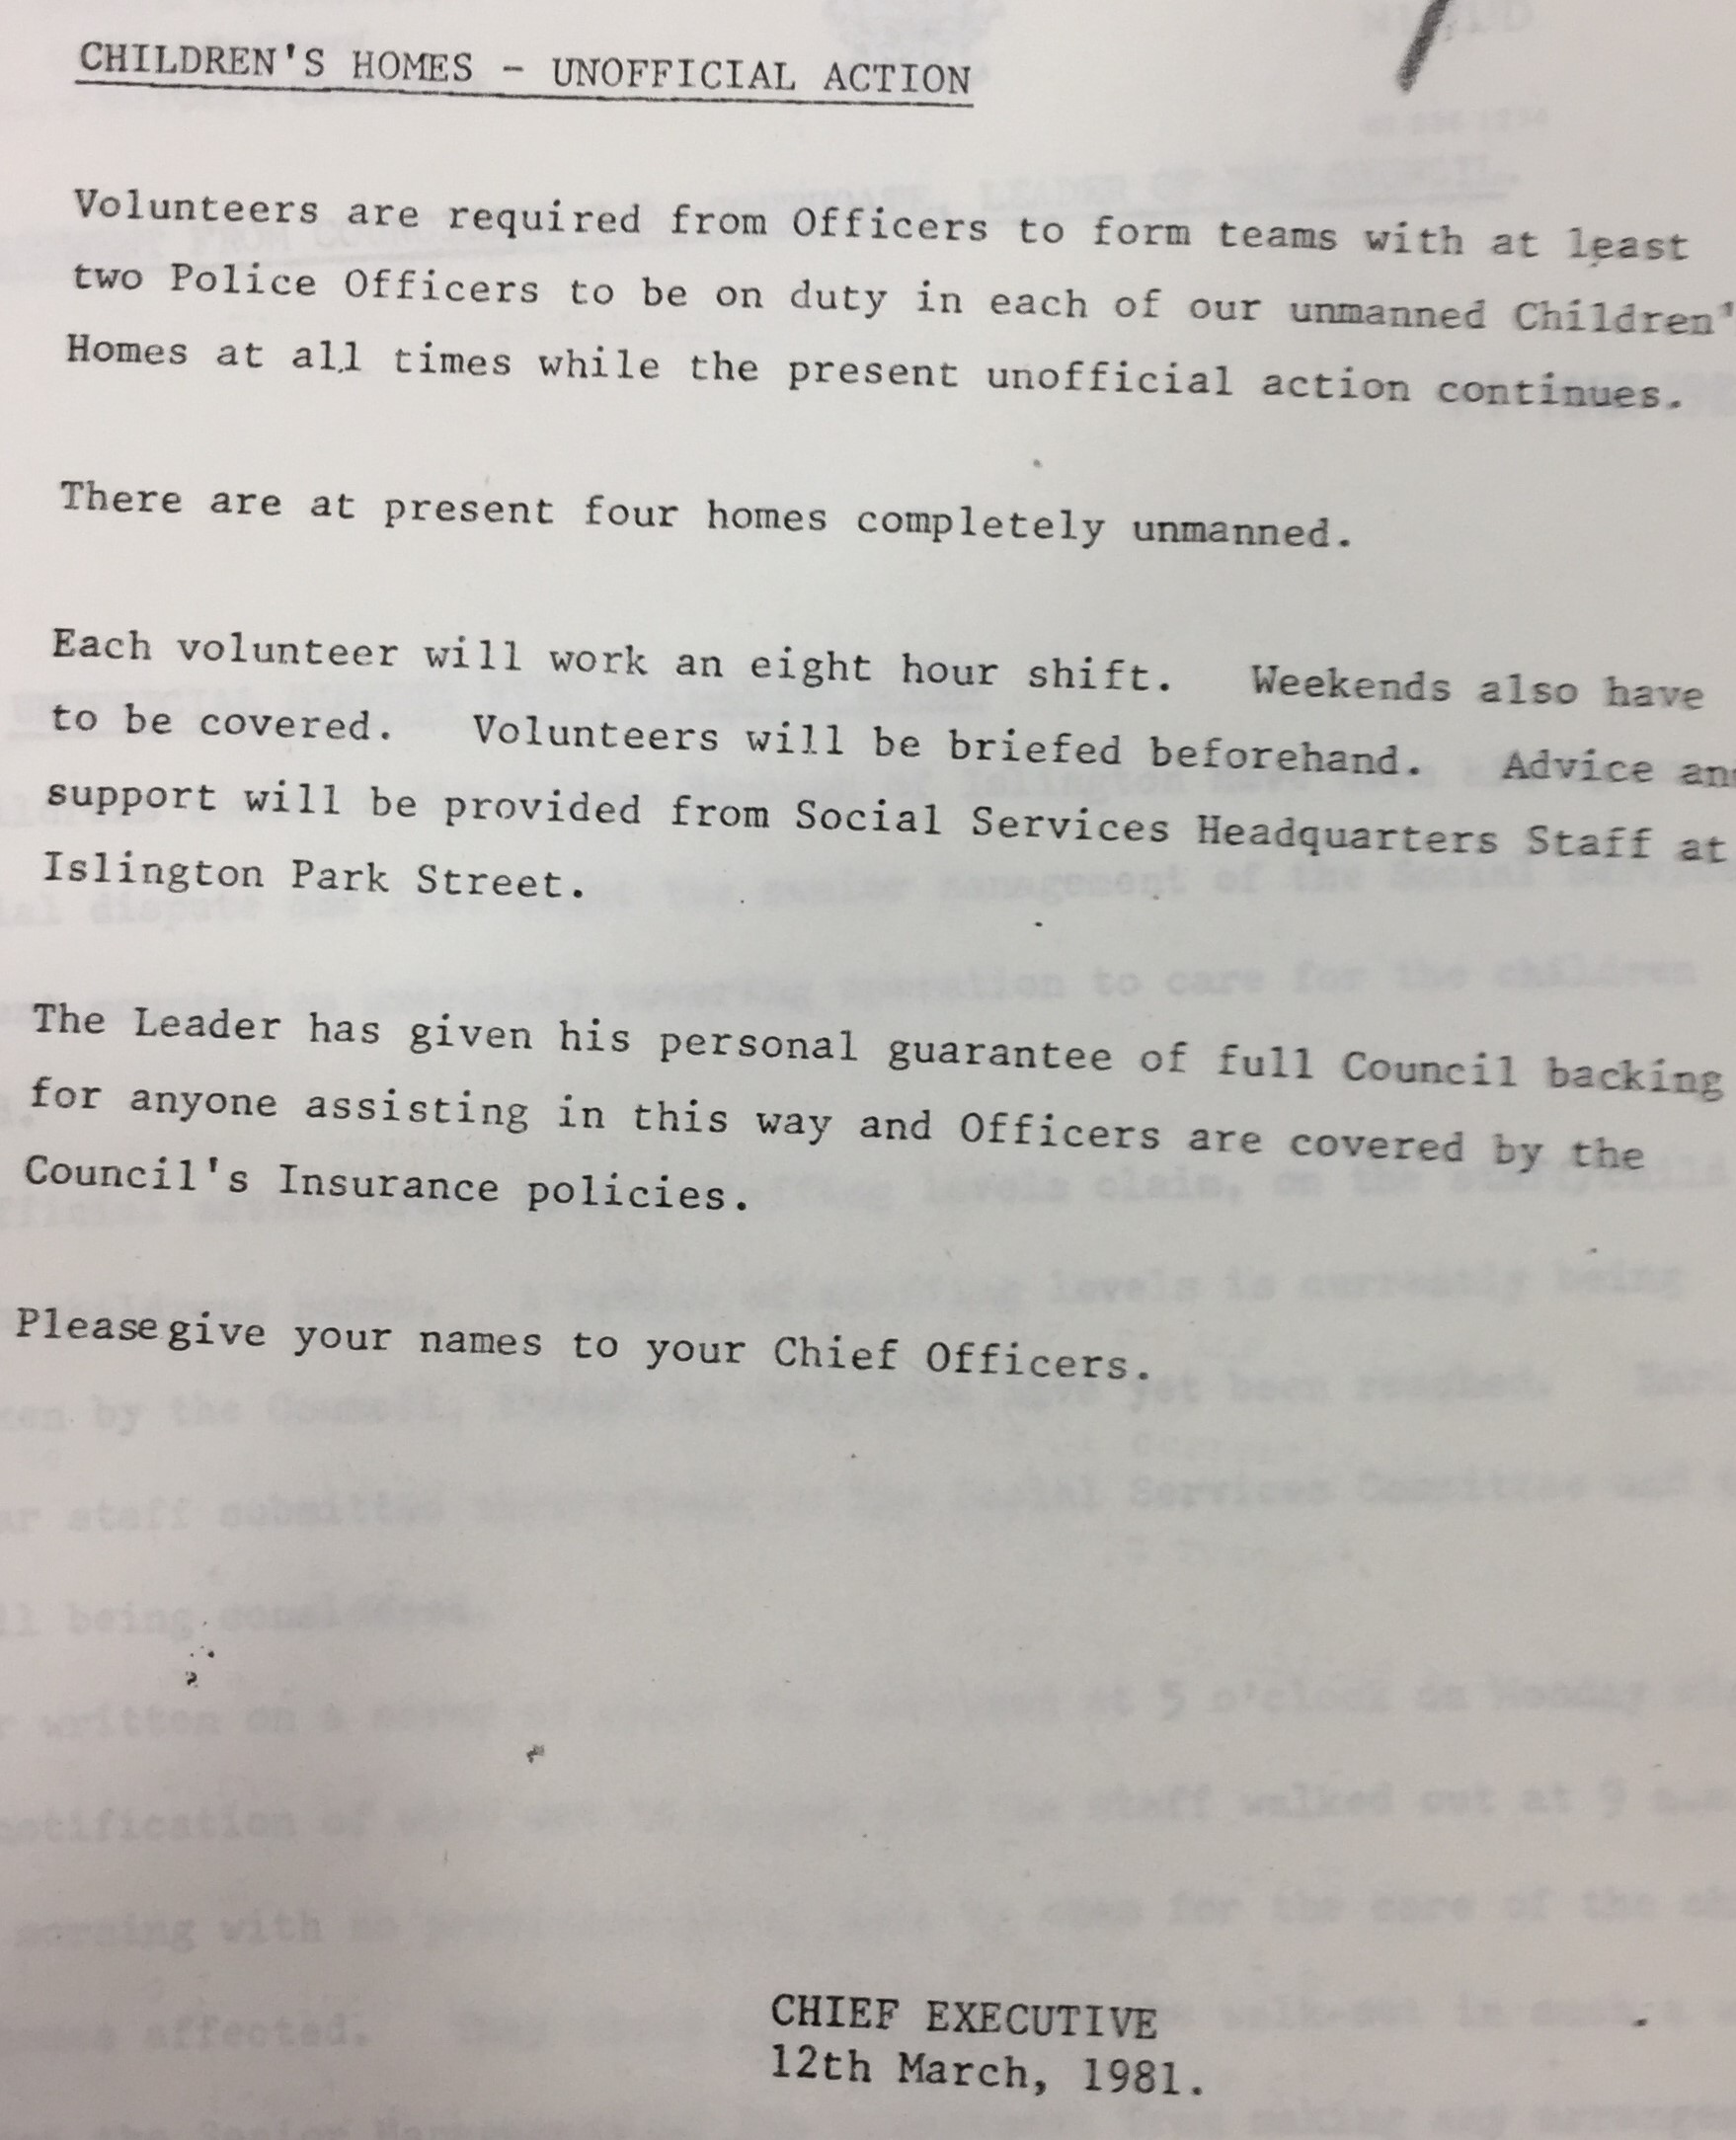 CHILDREN'S HOMES - UNOFFICIAL ACTION
Volunteers are required from Officers to form teams with at least
two Police Officers to be on duty in each of our unmanned Children'
Homes at all times while the present unofficial action continues.
There are at present four homes completely unmanned.
Each volunteer will work an eight hour shift. Weekends also have
to be covered. Volunteers will be briefed beforehand. Advice an
support will be provided from Social Services Headquarters Staff at
Islington Park Street.
The Leader has given his personal guarantee of full Council backing
for anyone assisting in this way and Officers are covered by the
Council's Insurance policies.
Please give your names to your Chief Officers.
CHIEF EXECUTIVE
12th March, 1981.